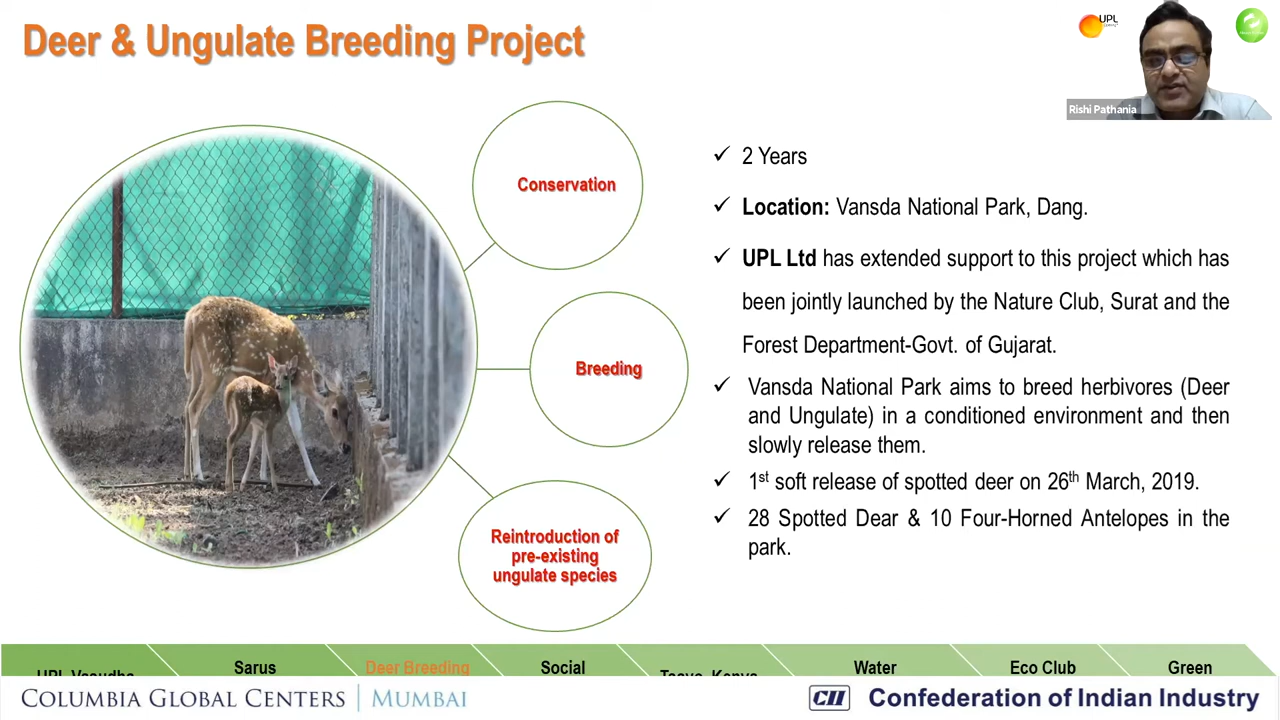 Deer & Ungulate Breeding Project
UPL
Rishi Pathania
Conservation
Breeding
Reintroduction of
pre-existing
ungulate species
2 Years
Location: Vansda National Park, Dang.
UPL Ltd has extended support to this project which has
been jointly launched by the Nature Club, Surat and the
Forest Department-Govt. of Gujarat.
Vansda National Park aims to breed herbivores (Deer
and Ungulate) in a conditioned environment and then
slowly release them.
1st soft release of spotted deer on 26th March, 2019.
28 Spotted Dear & 10 Four-Horned Antelopes in the
park.
UPL Vasudha
Sarus
Deer Breeding
Social
Kenya
Water
Eco Club
Green
COLUMBIA GLOBAL CENTERS | MUMBAI
CII Confederation of Indian Industry